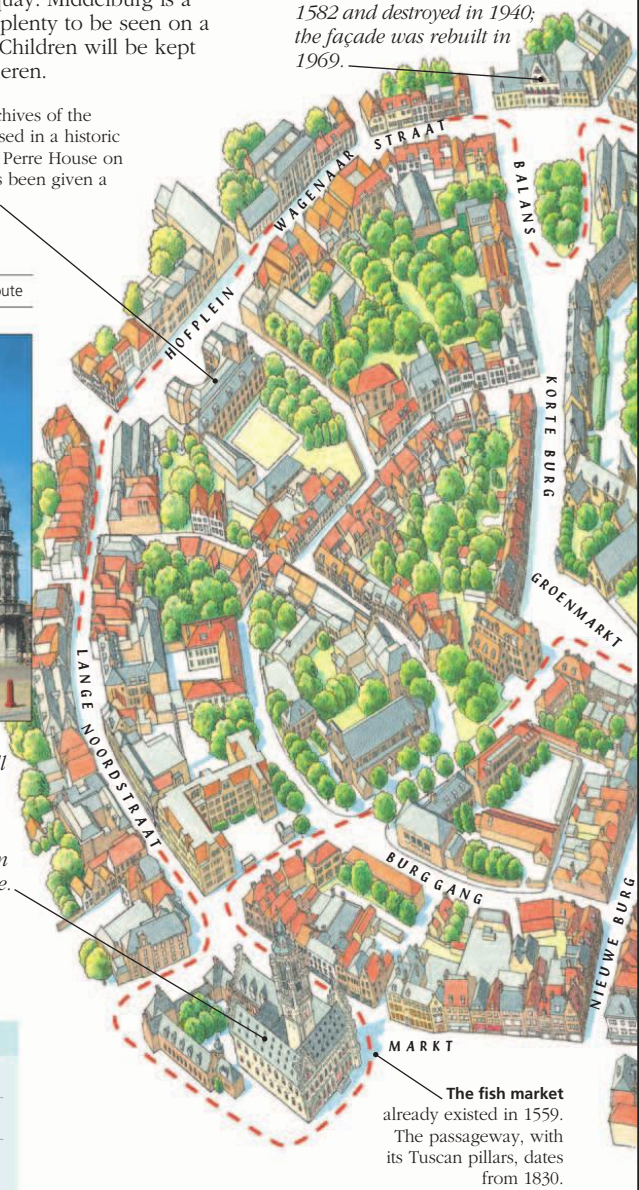 quay. Middelburg is a
plenty to be seen on a
Children will be kept
eren.
1582 and destroyed in 1940;
the façade was rebuilt in
1969.
chives of the
sed in a historic
Perre House on
s been given a
ute
WAGENAAR STRAAT
BALANS
HOFPLEIN
KORTE BURG
GROENMARKT
LANGE NOORDSTRAAT
ll
n
e.
BURGGANG
NIEUWE BURG
MARKT
The fish market
already existed in 1559.
The passageway, with
its Tuscan pillars, dates
from 1830.